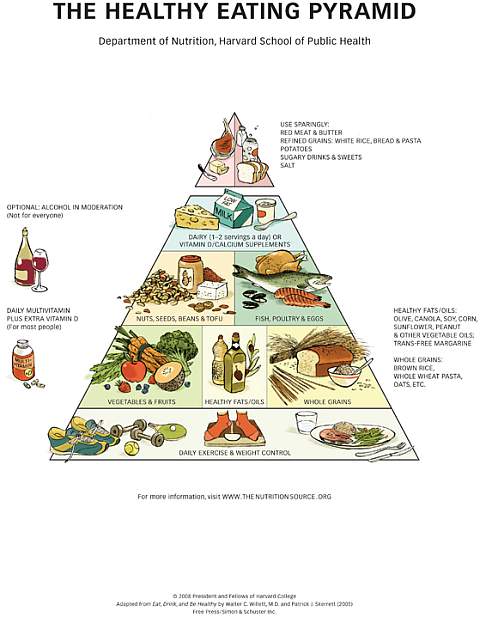 THE HEALTHY EATING PYRAMID
Department of Nutrition, Harvard School of Public Health
USE SPARINGLY:
RED MEAT & BUTTER
REFINED GRAINS: WHITE RICE, BREAD & PASTA
POTATOES
SUGARY DRINKS & SWEETS
SALT
OPTIONAL: ALCOHOL IN MODERATION
(Not for everyone)
LOW FAT
MILK
DAIRY (1–2 servings a day) OR
VITAMIN D/CALCIUM SUPPLEMENTS
DAILY MULTIVITAMIN
PLUS EXTRA VITAMIN D
(For most people)
MULTI
NUTS, SEEDS, BEANS & TOFU
FISH, POULTRY & EGGS
HEALTHY FATS/OILS:
OLIVE, CANOLA, SOY, CORN,
SUNFLOWER, PEANUT
& OTHER VEGETABLE OILS;
TRANS-FREE MARGARINE
WHOLE GRAINS:
BROWN RICE,
WHOLE WHEAT PASTA,
OATS, ETC.
VEGETABLES & FRUITS
HEALTHY FATS/OILS
WHOLE GRAINS
DAILY EXERCISE & WEIGHT CONTROL
For more information, visit WWW.THENUTRITIONSOURCE.ORG
© 2008 President and Fellows of Harvard College
Adapted from Eat, Drink, and Be Healthy by Walter C. Willett, M.D. and Patrick J. Skerrett (2005)
Free Press/Simon & Schuster Inc.